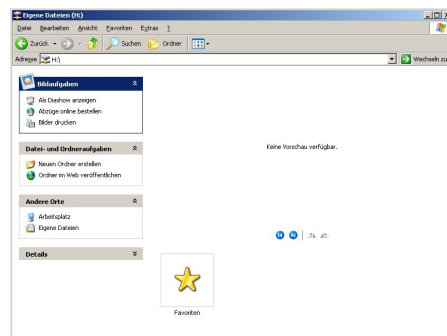 Eigene Dateien (H:)
Datei Bearbeiten Ansicht Favoriten Extras ?
Zurück Suchen Ordner
Adresse H:\ Wechseln zu
Bildaufgaben
Als Diashow anzeigen
Abzüge online bestellen
Bilder drucken
Keine Vorschau verfügbar.
Datei- und Ordneraufgaben
Neuen Ordner erstellen
Ordner im Web veröffentlichen
Andere Orte
Arbeitsplatz
Eigene Dateien
Details
Favoriten